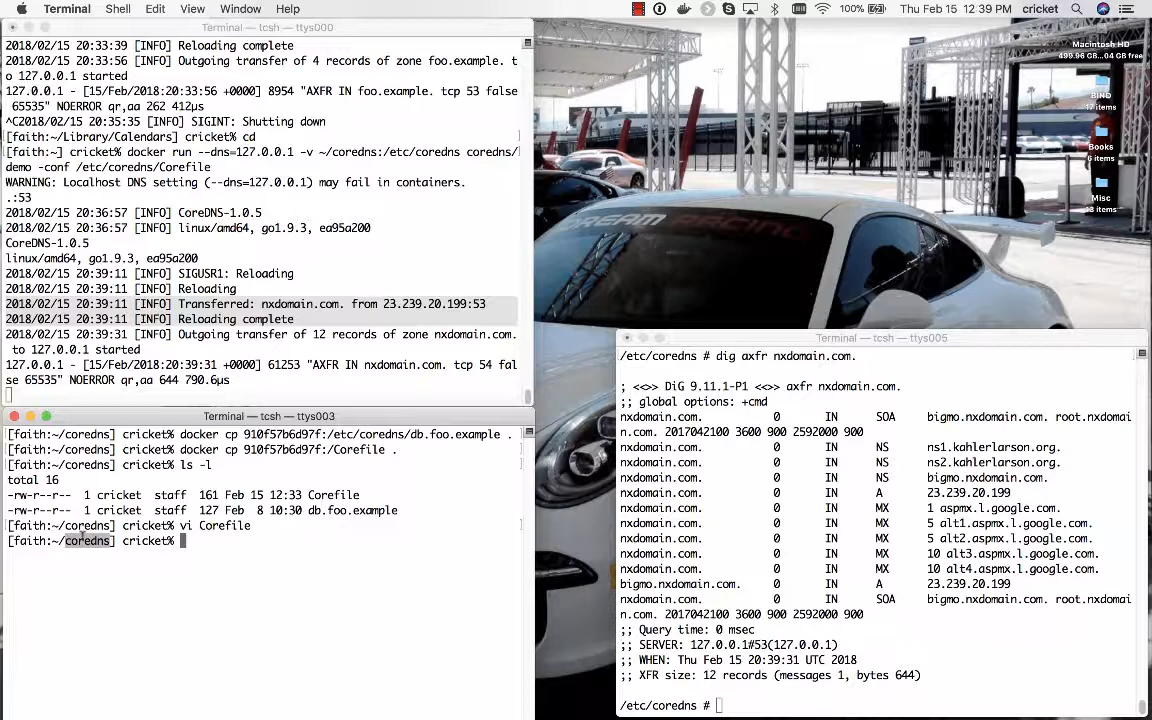 Terminal Shell Edit View Window Help 100% Thu Feb 15 12:39 PM cricket
Terminal — tcsh — ttys000
2018/02/15 20:33:39 [INFO] Reloading complete
2018/02/15 20:33:56 [INFO] Outgoing transfer of 4 records of zone foo.example. t
o 127.0.0.1 started
127.0.0.1 - [15/Feb/2018:20:33:56 +0000] 8954 "AXFR IN foo.example. tcp 53 false
65535" NOERROR qr,aa 262 412µs
^C2018/02/15 20:35:35 [INFO] SIGINT: Shutting down
[faith:~/Library/Calendars] cricket% cd
[faith:~] cricket% docker run --dns=127.0.0.1 -v ~/coredns:/etc/coredns coredns/
demo -conf /etc/coredns/Corefile
WARNING: Localhost DNS setting (--dns=127.0.0.1) may fail in containers.
.:53
2018/02/15 20:36:57 [INFO] CoreDNS-1.0.5
2018/02/15 20:36:57 [INFO] linux/amd64, go1.9.3, ea95a200
CoreDNS-1.0.5
linux/amd64, go1.9.3, ea95a200
2018/02/15 20:39:11 [INFO] SIGUSR1: Reloading
2018/02/15 20:39:11 [INFO] Reloading
2018/02/15 20:39:11 [INFO] Transferred: nxdomain.com. from 23.239.20.199:53
2018/02/15 20:39:11 [INFO] Reloading complete
2018/02/15 20:39:31 [INFO] Outgoing transfer of 12 records of zone nxdomain.com.
to 127.0.0.1 started
127.0.0.1 - [15/Feb/2018:20:39:31 +0000] 61253 "AXFR IN nxdomain.com. tcp 54 fal
se 65535" NOERROR qr,aa 644 790.6µs
Terminal — tcsh — ttys003
[faith:~/coredns] cricket% docker cp 910f57b6d97f:/etc/coredns/db.foo.example .
[faith:~/coredns] cricket% docker cp 910f57b6d97f:/Corefile .
[faith:~/coredns] cricket% ls -l
total 16
-rw-r--r-- 1 cricket staff 161 Feb 15 12:33 Corefile
-rw-r--r-- 1 cricket staff 127 Feb 8 10:30 db.foo.example
[faith:~/coredns] cricket% vi Corefile
[faith:~/coredns] cricket%
Macintosh HD
499.96 GB...04 GB free
BIND
17 items
Books
6 items
Misc
13 items
DREAM RACING
Terminal — tcsh — ttys005
/etc/coredns # dig axfr nxdomain.com.
; <<>> DiG 9.11.1-P1 <<>> axfr nxdomain.com.
;; global options: +cmd
nxdomain.com. 0 IN SOA bigmo.nxdomain.com. root.nxdomai
n.com. 2017042100 3600 900 2592000 900
nxdomain.com. 0 IN NS ns1.kahlerlarson.org.
nxdomain.com. 0 IN NS ns2.kahlerlarson.org.
nxdomain.com. 0 IN NS bigmo.nxdomain.com.
nxdomain.com. 0 IN A 23.239.20.199
nxdomain.com. 0 IN MX 1 aspmx.l.google.com.
nxdomain.com. 0 IN MX 5 alt1.aspmx.l.google.com.
nxdomain.com. 0 IN MX 5 alt2.aspmx.l.google.com.
nxdomain.com. 0 IN MX 10 alt3.aspmx.l.google.com.
nxdomain.com. 0 IN MX 10 alt4.aspmx.l.google.com.
bigmo.nxdomain.com. 0 IN A 23.239.20.199
nxdomain.com. 0 IN SOA bigmo.nxdomain.com. root.nxdomai
n.com. 2017042100 3600 900 2592000 900
;; Query time: 0 msec
;; SERVER: 127.0.0.1#53(127.0.0.1)
;; WHEN: Thu Feb 15 20:39:31 UTC 2018
;; XFR size: 12 records (messages 1, bytes 644)
/etc/coredns #